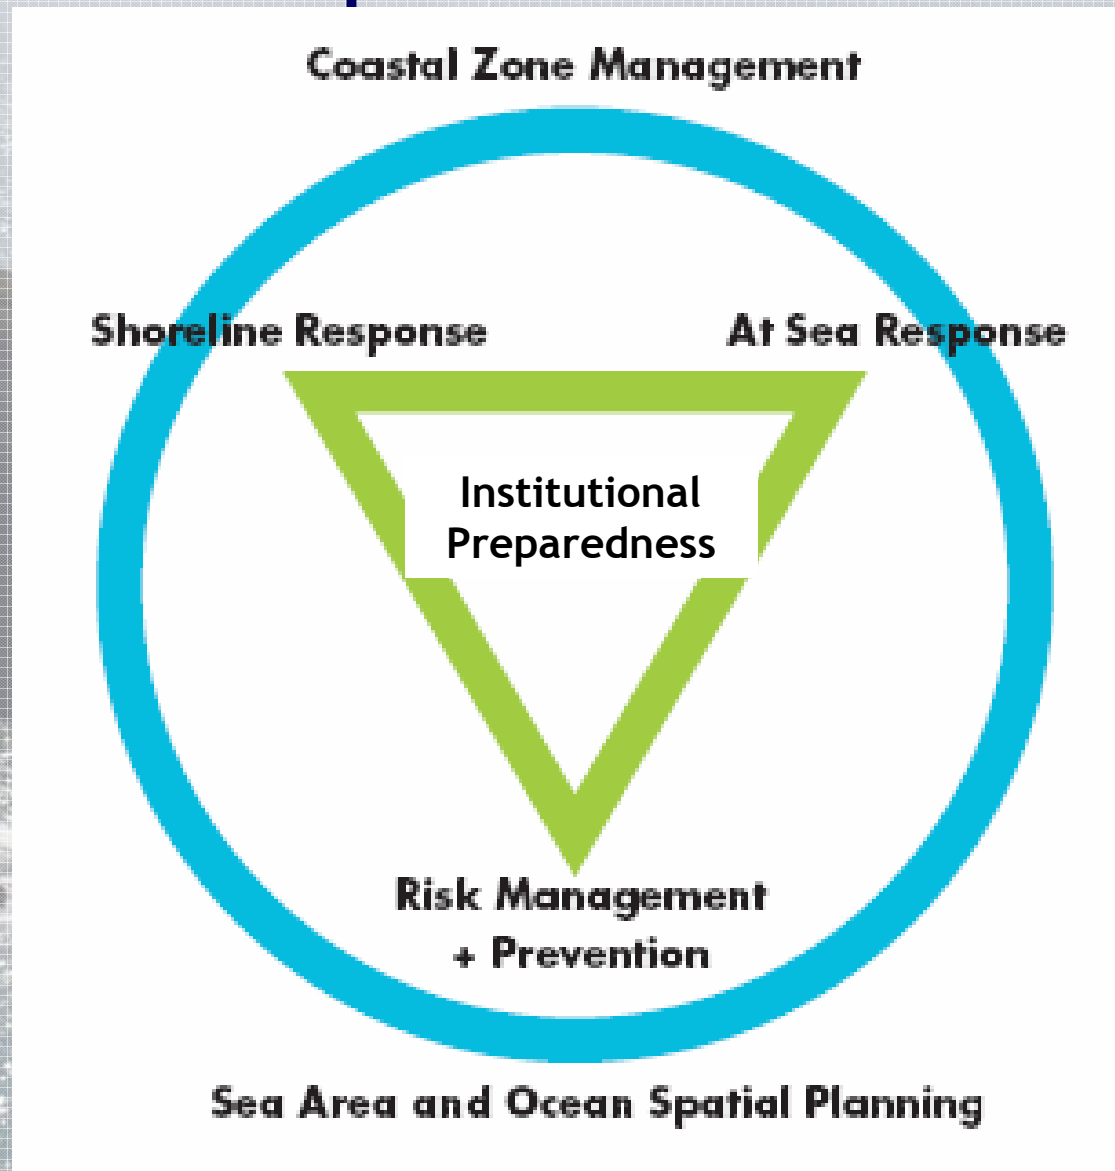 Coastal Zone Management
Shoreline Response
At Sea Response
Institutional
Preparedness
Risk Management
+ Prevention
Sea Area and Ocean Spatial Planning